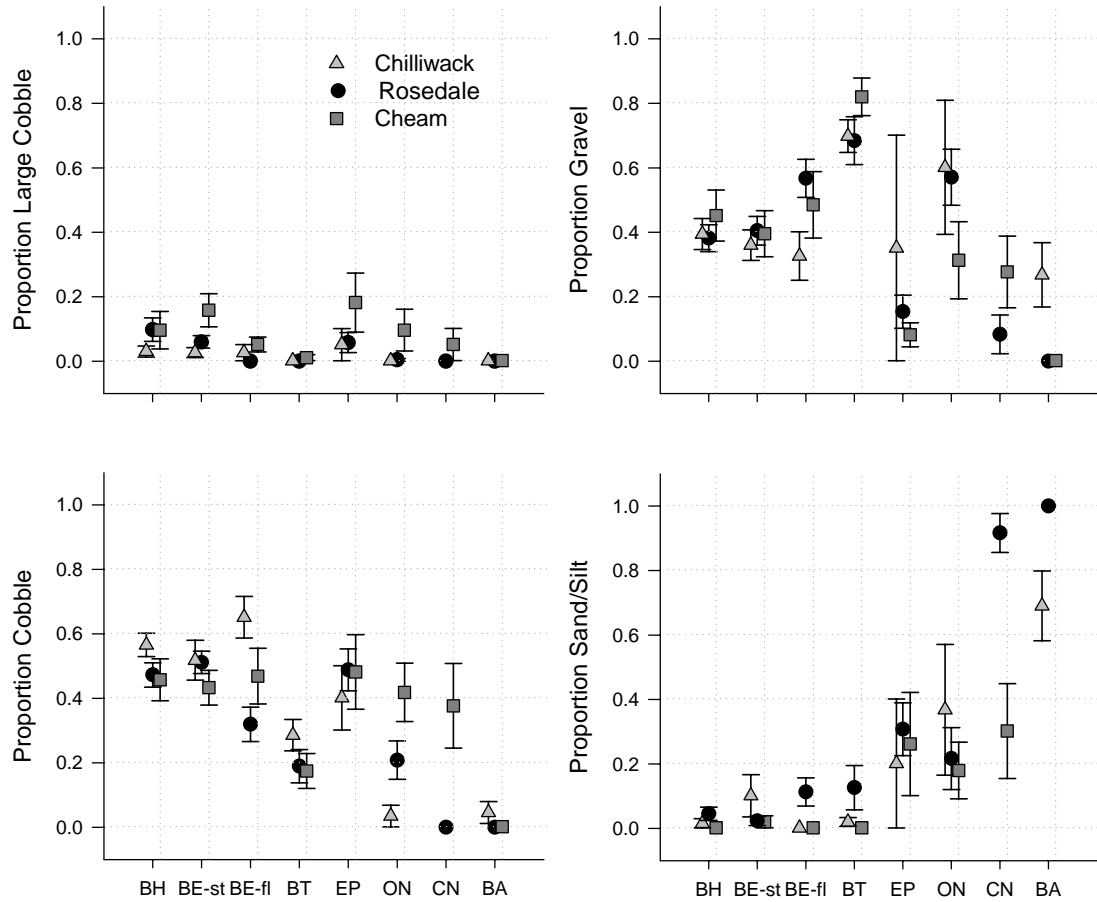 Proportion Large Cobble
1.0
0.8
0.6
0.4
0.2
0.0
Chilliwack
Rosedale
Cheam
Proportion Gravel
1.0
0.8
0.6
0.4
0.2
0.0
Proportion Cobble
1.0
0.8
0.6
0.4
0.2
0.0
BH BE-st BE-fl BT EP ON CN BA
Proportion Sand/Silt
1.0
0.8
0.6
0.4
0.2
0.0
BH BE-st BE-fl BT EP ON CN BA